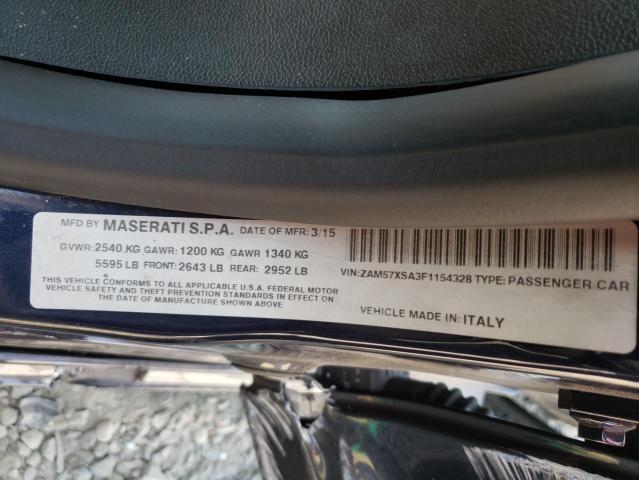 MFD BY MASERATI S.P.A. DATE OF MFR: 3/15
GVWR: 2540 KG GAWR: 1200 KG GAWR 1340 KG
5595 LB FRONT: 2643 LB REAR: 2952 LB
THIS VEHICLE CONFORMS TO ALL APPLICABLE U.S.A. FEDERAL MOTOR
VEHICLE SAFETY AND THEFT PREVENTION STANDARDS IN EFFECT ON
THE DATE OF MANUFACTURE SHOWN ABOVE
VIN:ZAM57XSA3F1154328 TYPE: PASSENGER CAR
VEHICLE MADE IN: ITALY